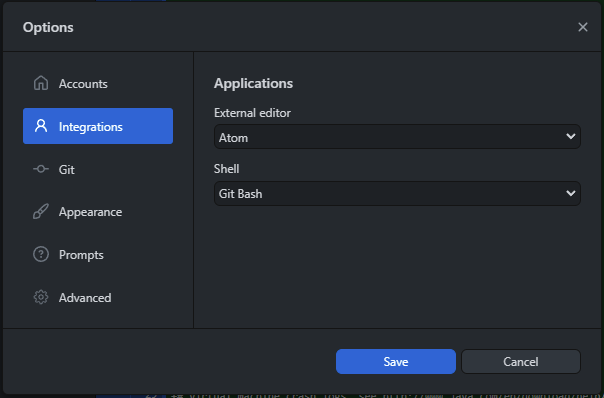 Options
Accounts
Integrations
Git
Appearance
Prompts
Advanced
Applications
External editor
Atom
Shell
Git Bash
Save
Cancel